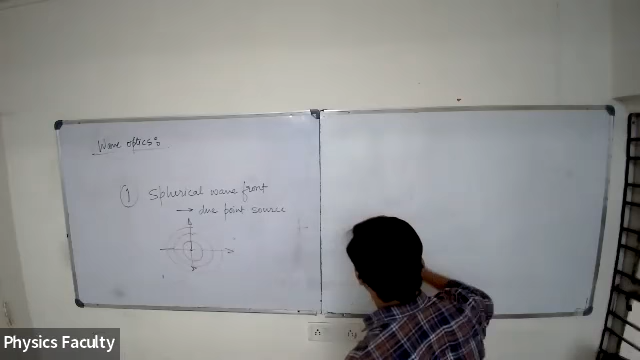 Wave optics:
① Spherical wave front
→ due point source
Physics Faculty